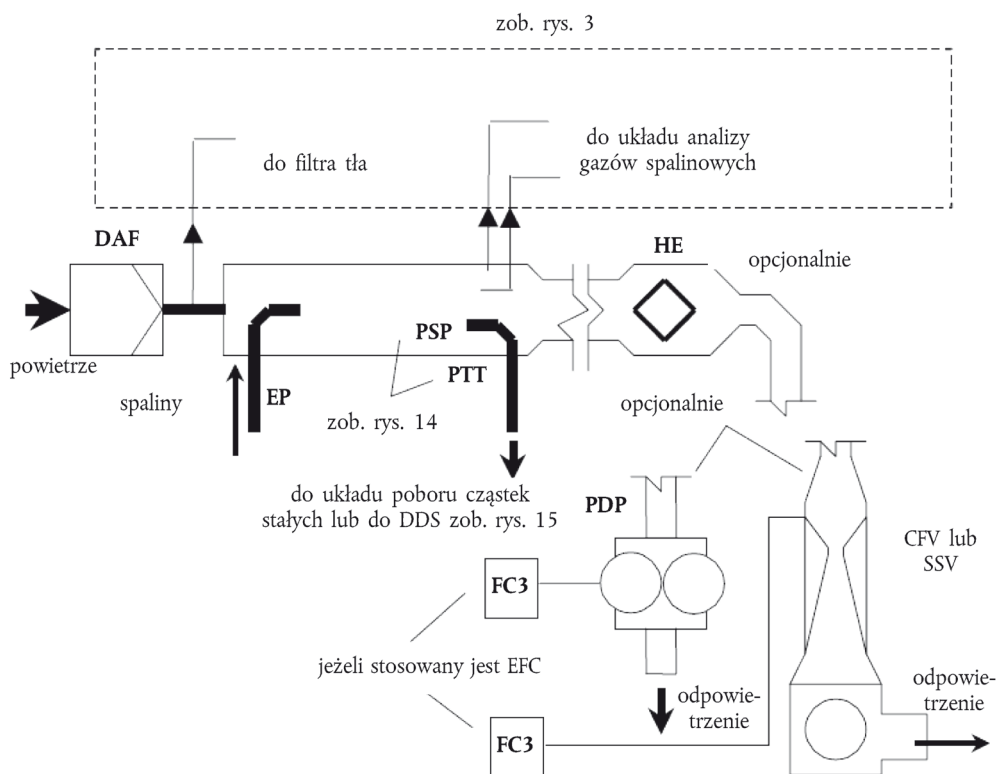 zob. rys. 3
do układu analizy
gazów spalinowych
do filtra tła
DAF
HE
opcjonalnie
powietrze
spaliny
EP
PSP
PTT
zob. rys. 14
opcjonalnie
do układu poboru cząstek
stałych lub do DDS zob. rys. 15
PDP
CFV lub
SSV
FC3
jeżeli stosowany jest EFC
odpowie-
trzenie
odpowie-
trzenie
FC3